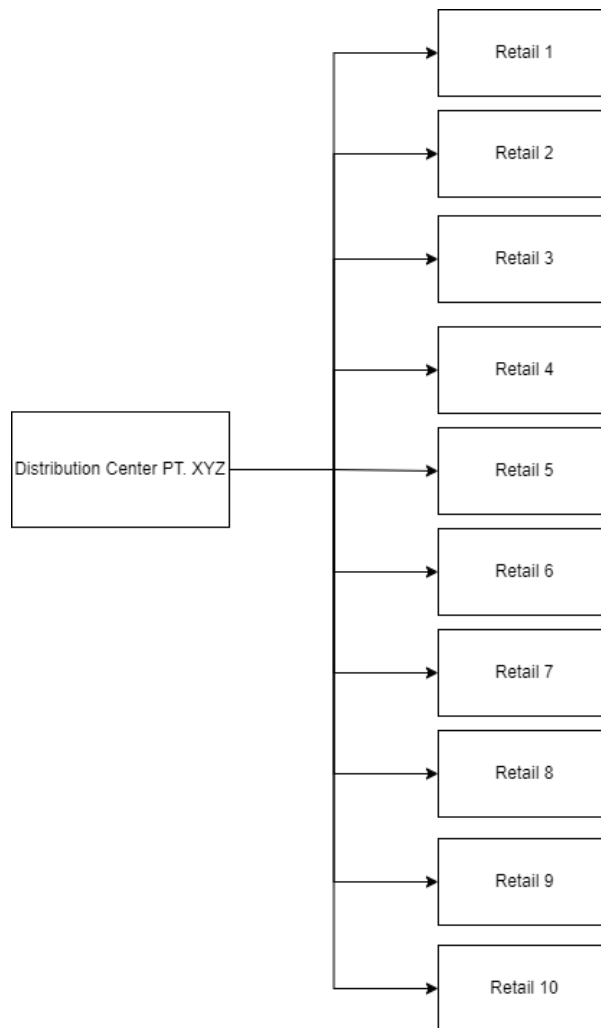 Retail 1
Retail 2
Retail 3
Retail 4
Distribution Center PT. XYZ
Retail 5
Retail 6
Retail 7
Retail 8
Retail 9
Retail 10